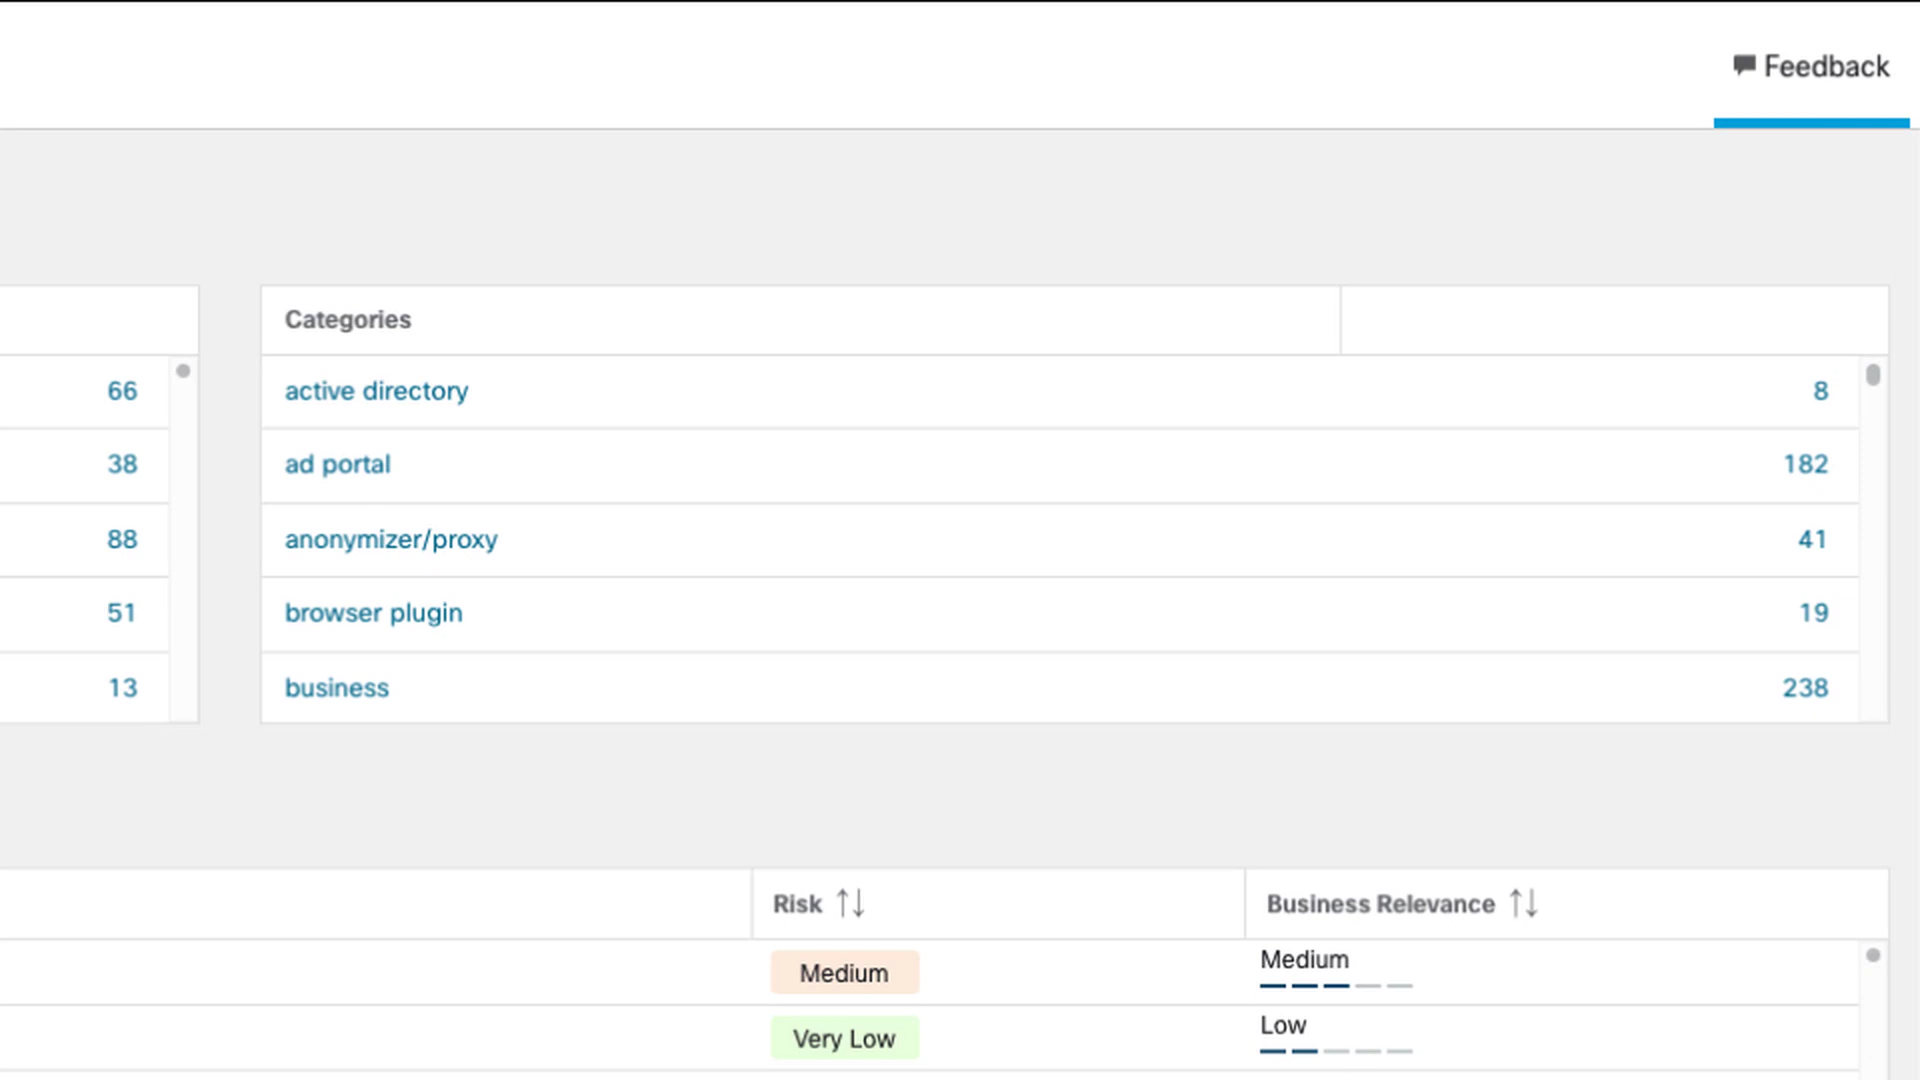 Feedback
Categories
66
active directory 8
38
ad portal 182
88
anonymizer/proxy 41
51
browser plugin 19
13
business 238
Risk ↑↓ Business Relevance ↑↓
Medium Medium
Very Low Low